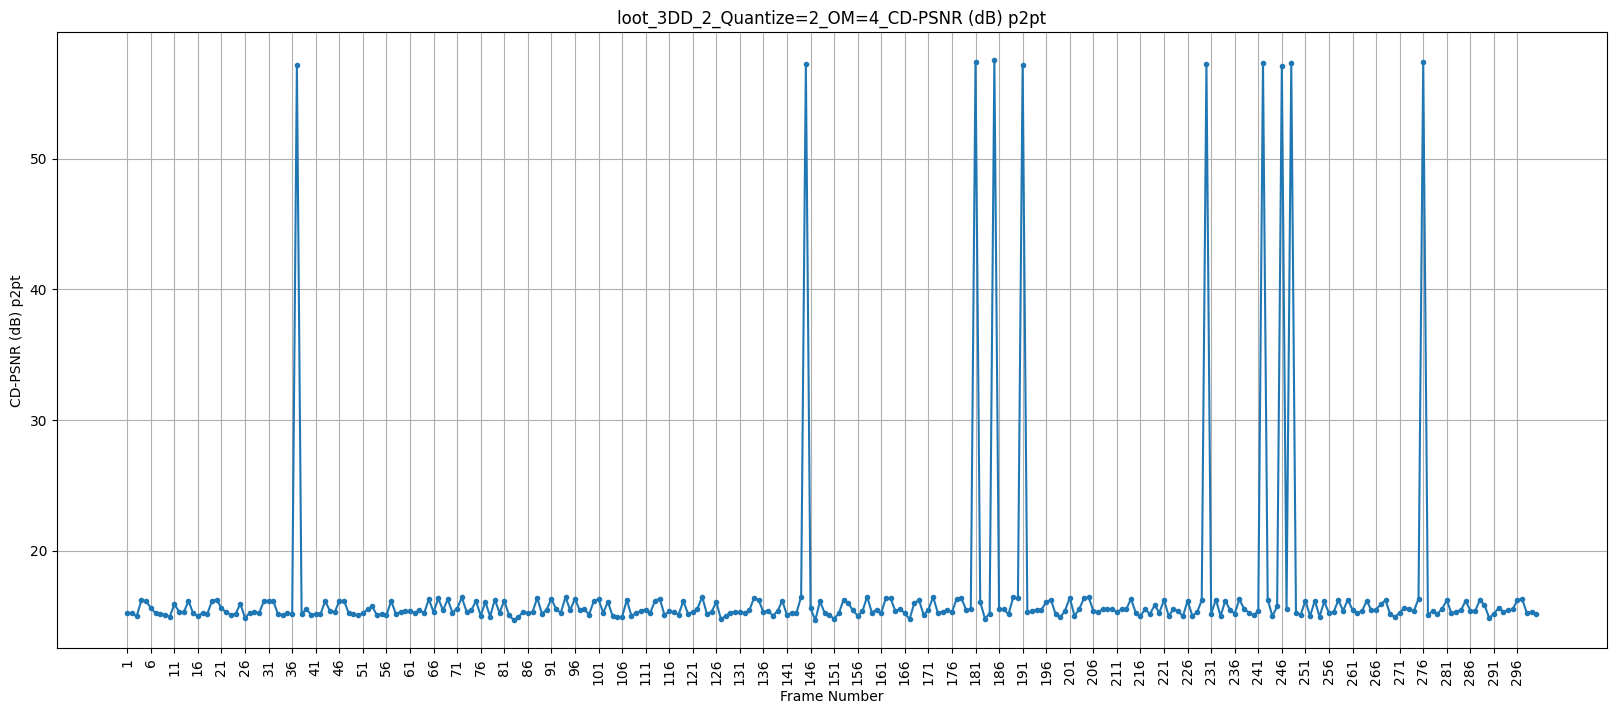 loot_3DD_2_Quantize=2_OM=4_CD-PSNR (dB) p2pt
CD-PSNR (dB) p2pt
50
40
30
20
1 6 11 16 21 26 31 36 41 46 51 56 61 66 71 76 81 86 91 96 101 106 111 116 121 126 131 136 141 146 151 156 161 166 171 176 181 186 191 196 201 206 211 216 221 226 231 236 241 246 251 256 261 266 271 276 281 286 291 296
Frame Number